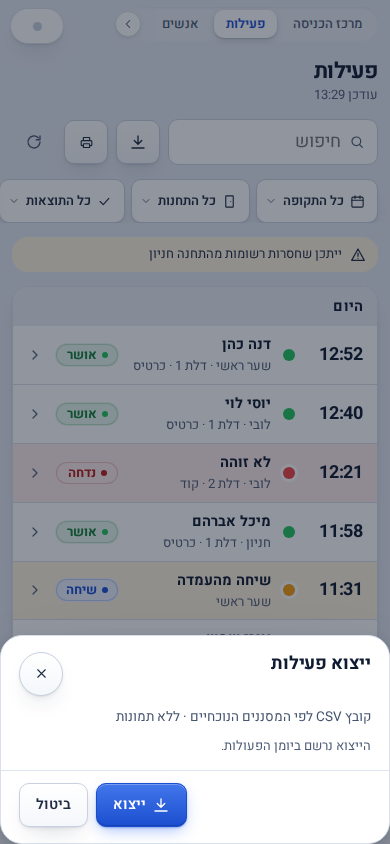 מרכז הכניסה
פעילות
אנשים
פעילות
עודכן 13:29
חיפוש
כל התקופה
כל התחנות
כל התוצאות
ייתכן שחסרות רשומות מהתחנה חניון
היום
12:52
דנה כהן
שער ראשי · דלת 1 · כרטיס
אושר
12:40
יוסי לוי
לובי · דלת 1 · כרטיס
אושר
12:21
לא זוהה
לובי · דלת 2 · קוד
נדחה
11:58
מיכל אברהם
חניון · דלת 1 · כרטיס
אושר
11:31
שיחה מהעמדה
שער ראשי
שיחה
ייצוא פעילות
קובץ CSV לפי המסננים הנוכחיים · ללא תמונות
הייצוא נרשם ביומן הפעולות.
ייצוא
ביטול